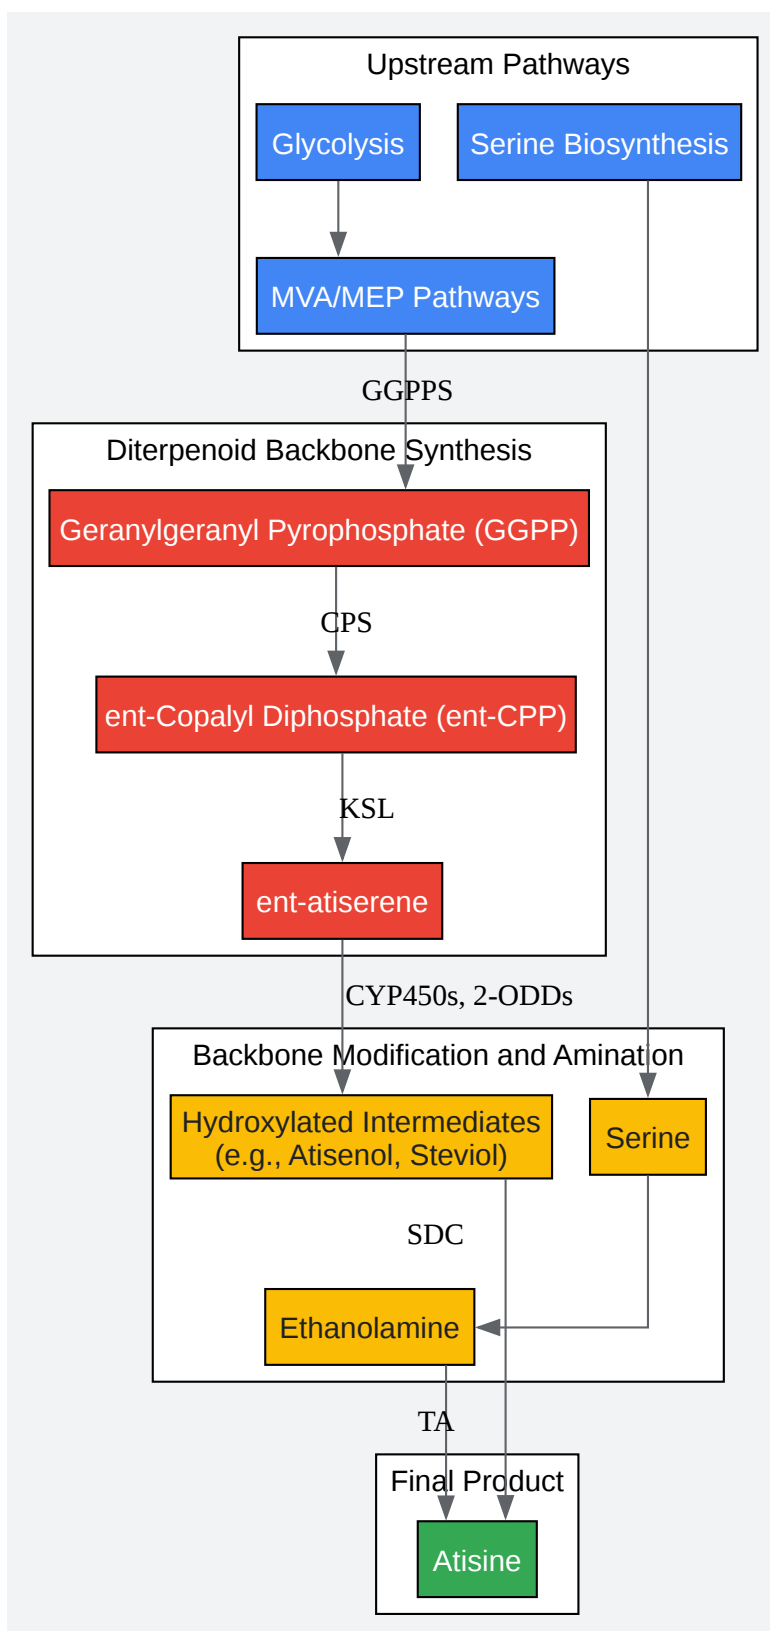 Upstream Pathways
Glycolysis
Serine Biosynthesis
MVA/MEP Pathways
GGPPS
Diterpenoid Backbone Synthesis
Geranylgeranyl Pyrophosphate (GGPP)
CPS
ent-Copalyl Diphosphate (ent-CPP)
KSL
ent-atiserene
CYP450s, 2-ODDs
Backbone Modification and Amination
Hydroxylated Intermediates
(e.g., Atisenol, Steviol)
Serine
SDC
Ethanolamine
TA
Final Product
Atisine